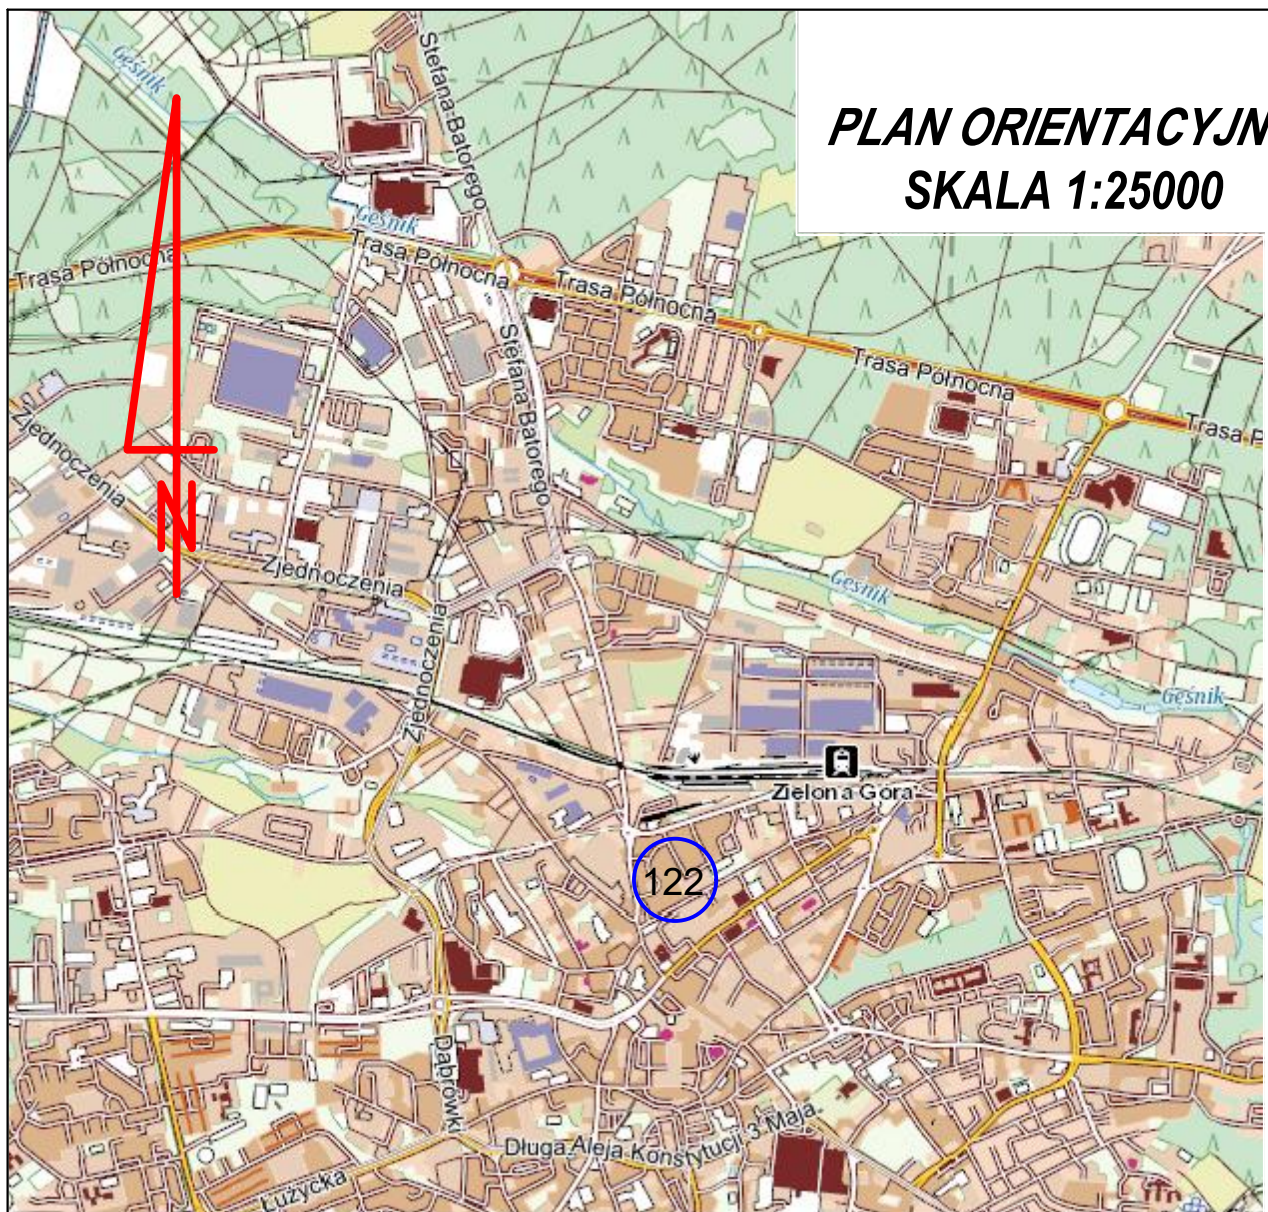 Gęśnik
Stefana Batorego
PLAN ORIENTACYJN
SKALA 1:25000
Gęśnik
Trasa Północna
Trasa Północna
Trasa Północna
Stefana Batorego
Trasa Północna
Trasa P
Zjednoczenia
N
Zjednoczenia
Gęśnik
Zjednoczenia
Gęśnik
Zielona Góra
122
P
Dąbrówki
Długa Aleja Konstytucji 3 Maja
Łużycka